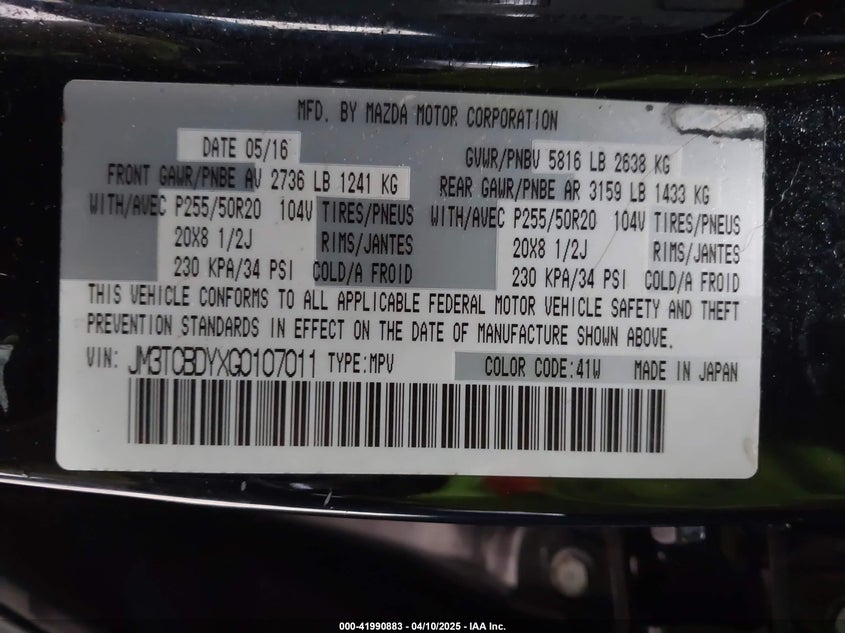 MFD. BY MAZDA MOTOR CORPORATION
DATE 05/16 GVWR/PNBV 5816 LB 2638 KG
FRONT GAWR/PNBE AV 2736 LB 1241 KG REAR GAWR/PNBE AR 3159 LB 1433 KG
WITH/AVEC P255/50R20 104V TIRES/PNEUS WITH/AVEC P255/50R20 104V TIRES/PNEUS
20X8 1/2J RIMS/JANTES 20X8 1/2J RIMS/JANTES
230 KPA/34 PSI COLD/A FROID 230 KPA/34 PSI COLD/A FROID
THIS VEHICLE CONFORMS TO ALL APPLICABLE FEDERAL MOTOR VEHICLE SAFETY AND THEFT
PREVENTION STANDARDS IN EFFECT ON THE DATE OF MANUFACTURE SHOWN ABOVE.
VIN: JM3TCBDYXG0107011 TYPE:MPV COLOR CODE:41W MADE IN JAPAN
000-41990883 - 04/10/2025 - IAA Inc.